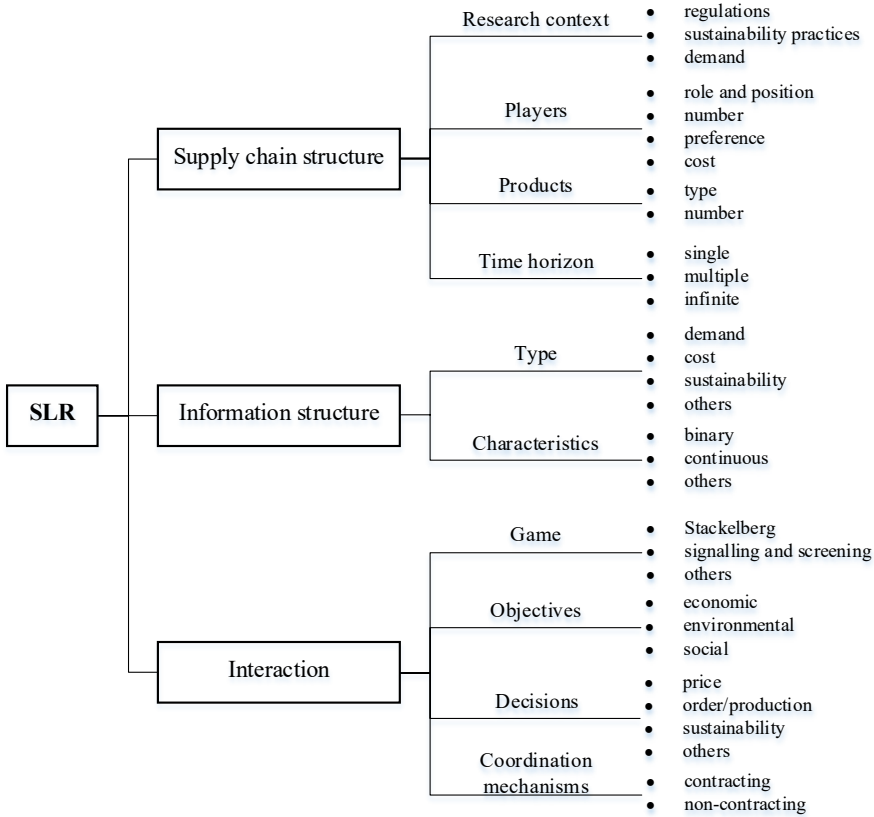 SLR
Supply chain structure
Research context
• regulations
• sustainability practices
• demand
Players
• role and position
• number
• preference
• cost
Products
• type
• number
Time horizon
• single
• multiple
• infinite
Information structure
Type
• demand
• cost
• sustainability
• others
Characteristics
• binary
• continuous
• others
Interaction
Game
• Stackelberg
• signalling and screening
• others
Objectives
• economic
• environmental
• social
Decisions
• price
• order/production
• sustainability
• others
Coordination
mechanisms
• contracting
• non-contracting